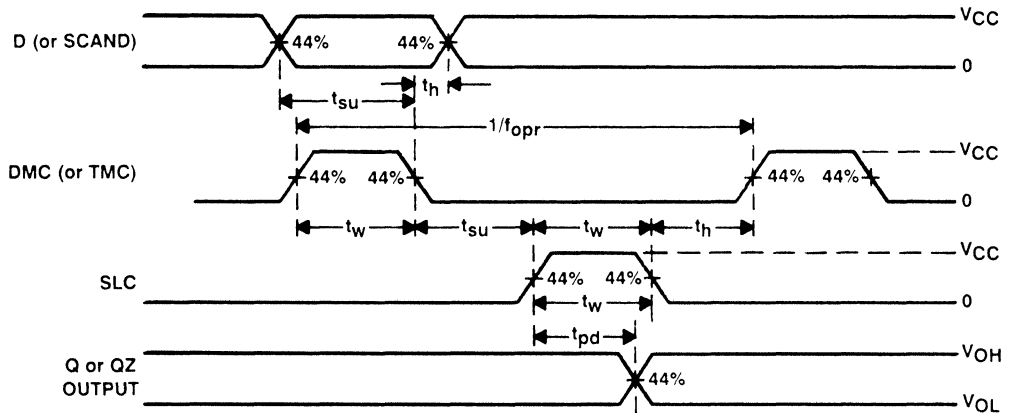 VCC
D (or SCAND) 44% 44%
0
th
tsu
1/fopr
VCC
DMC (or TMC) 44% 44% 44% 44%
0
tw tsu tw th
VCC
SLC 44% 44%
tw 0
tpd
VOH
Q or QZ
OUTPUT 44%
VOL